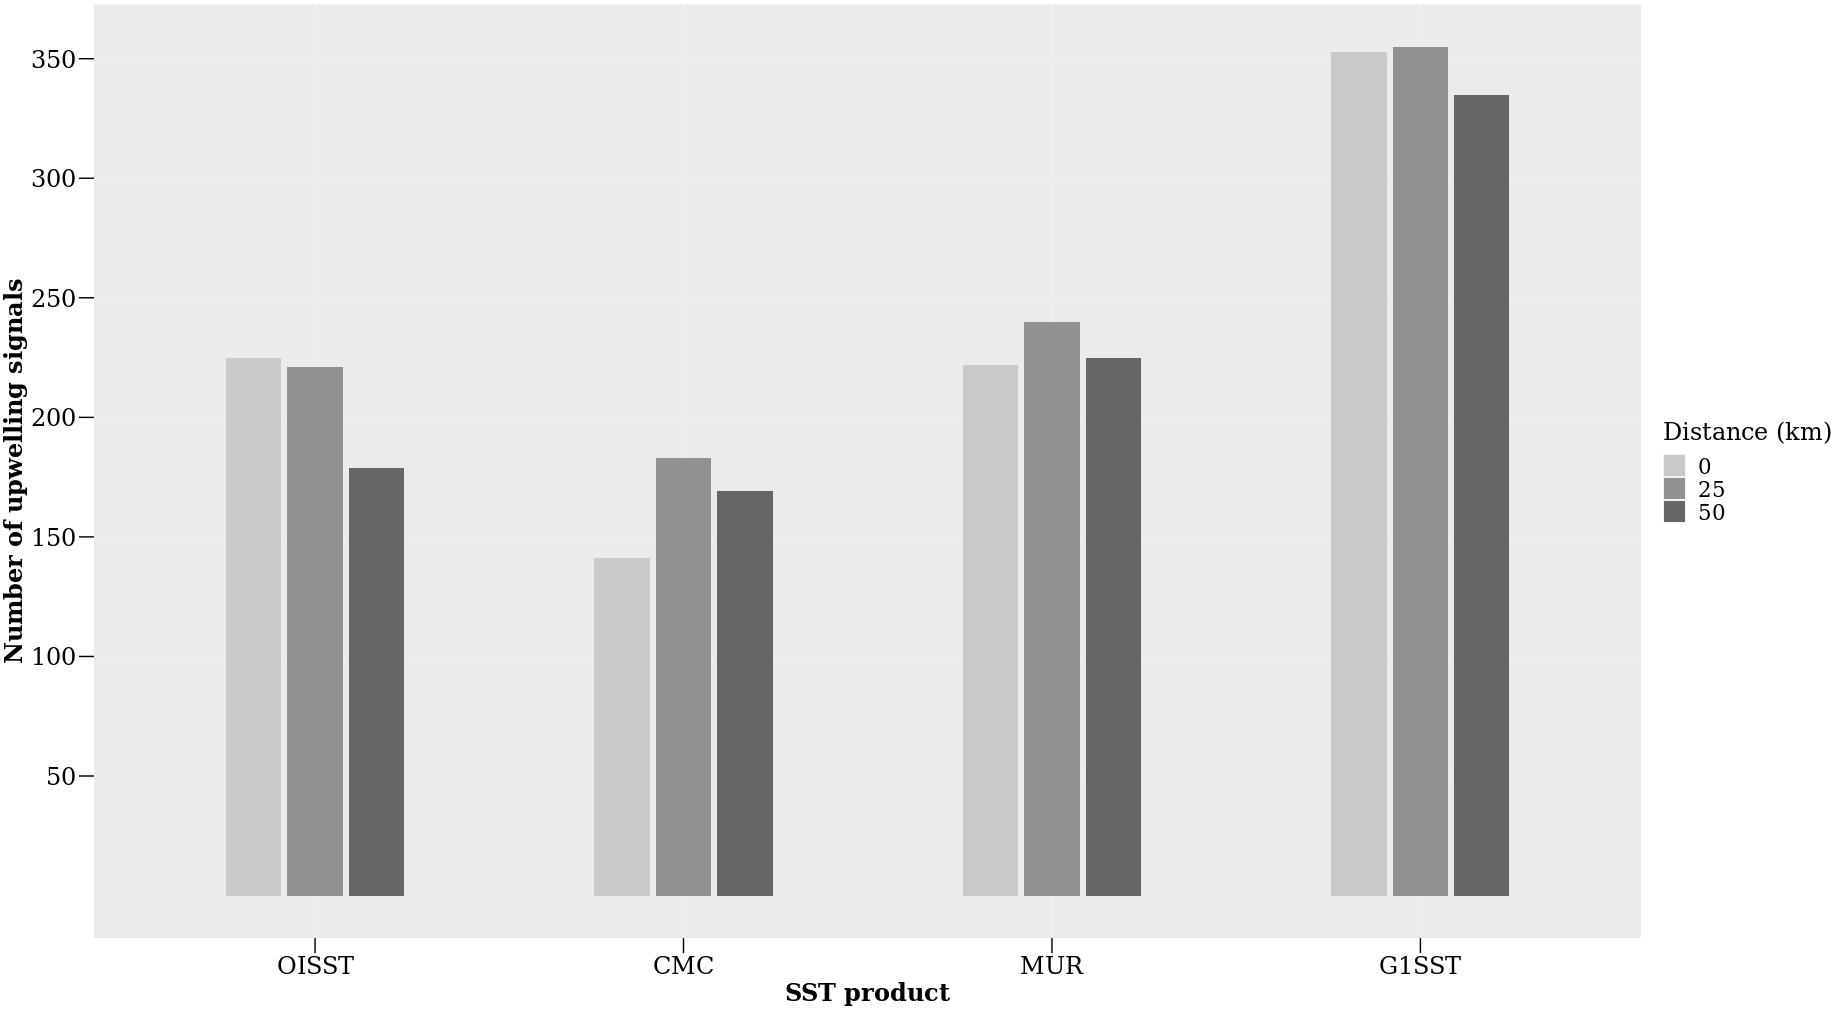 350
300
250
200
150
100
50
Number of upwelling signals
OISST
CMC
MUR
G1SST
SST product
Distance (km)
0
25
50